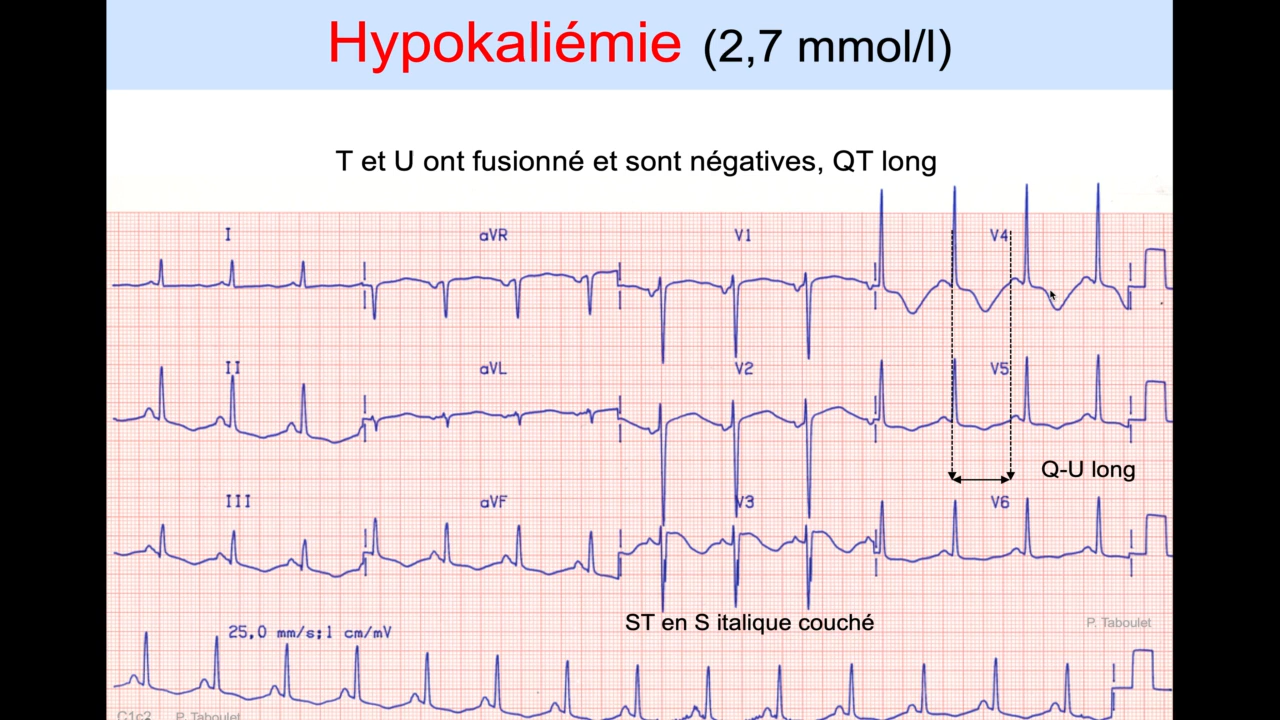 Hypokaliémie (2,7 mmol/l)
T et U ont fusionné et sont négatives, QT long
I aVR V1 V4
II aVL V2 V5
Q-U long
III aVF V3 V6
ST en S italique couché
P. Taboulet
25,0 mm/s;1 cm/mV
C1c2 P. Taboulet